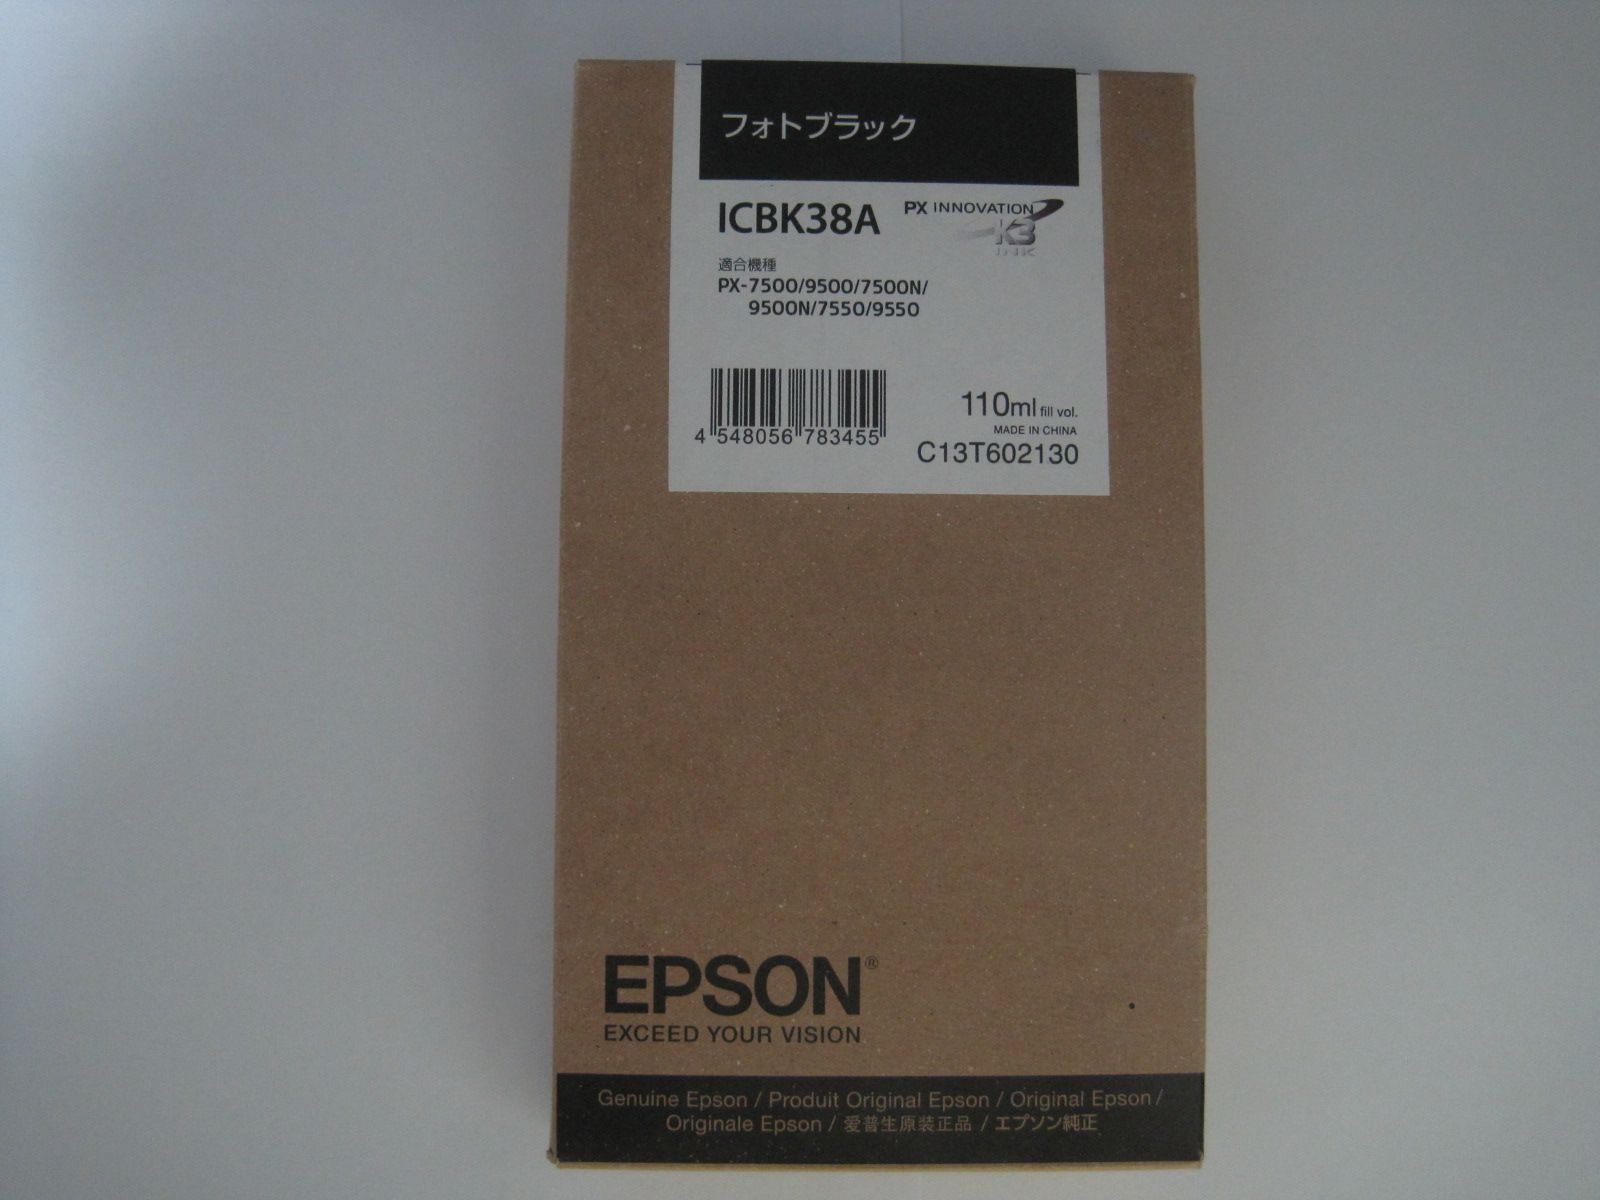 フォトブラック
ICBK38A
PX INNOVATION
K3
INK
適合機種
PX-7500/9500/7500N/
9500N/7550/9550
4 548056 783455
110ml fill vol.
MADE IN CHINA
C13T602130
EPSON®
EXCEED YOUR VISION
Genuine Epson / Produit Original Epson / Original Epson /
Originale Epson / 爱普生原装正品 / エプソン純正